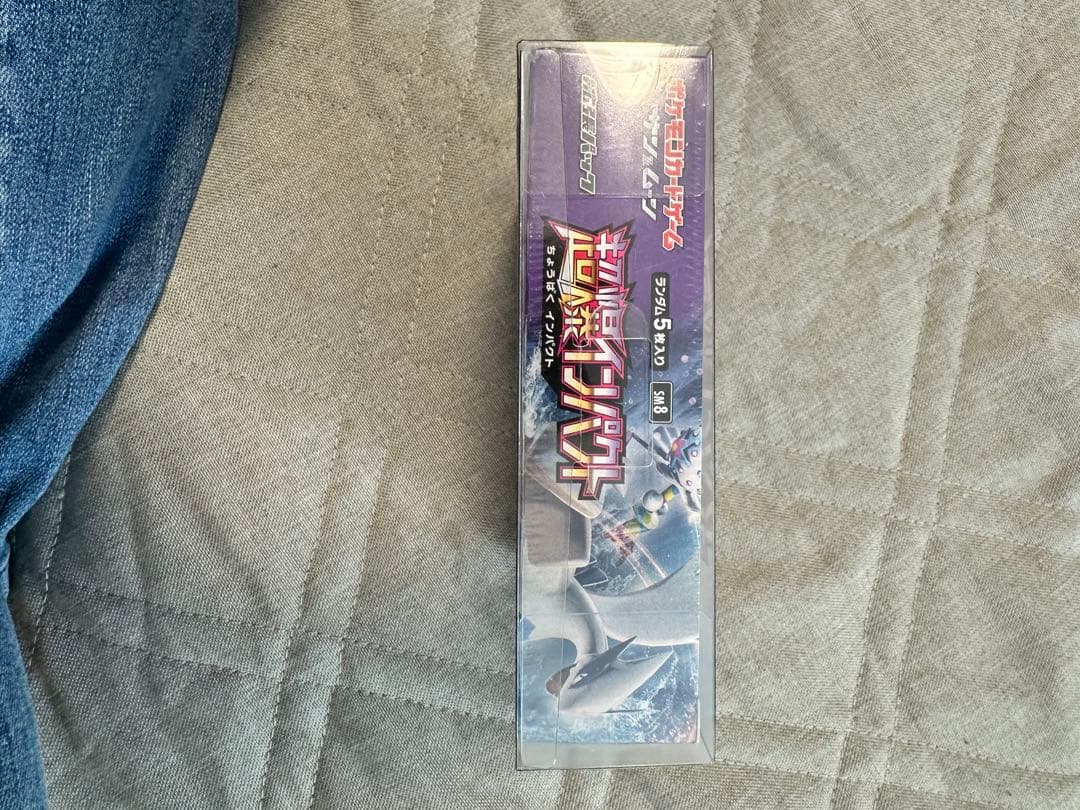 ポケモンカードゲーム
サン&ムーン
拡張パック
超爆インパクト
ちょうばく インパクト
ランダム5枚入り
SM8